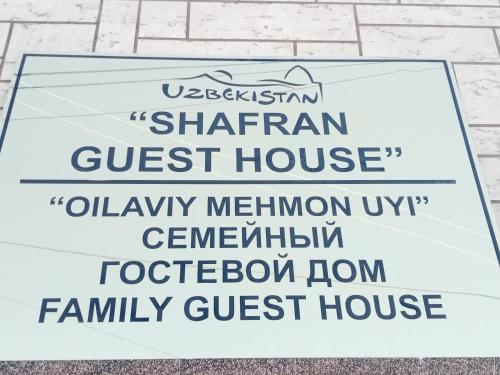 UZBEKISTAN
“SHAFRAN
GUEST HOUSE”
“OILAVIY MEHMON UYI”
СЕМЕЙНЫЙ
ГОСТЕВОЙ ДОМ
FAMILY GUEST HOUSE